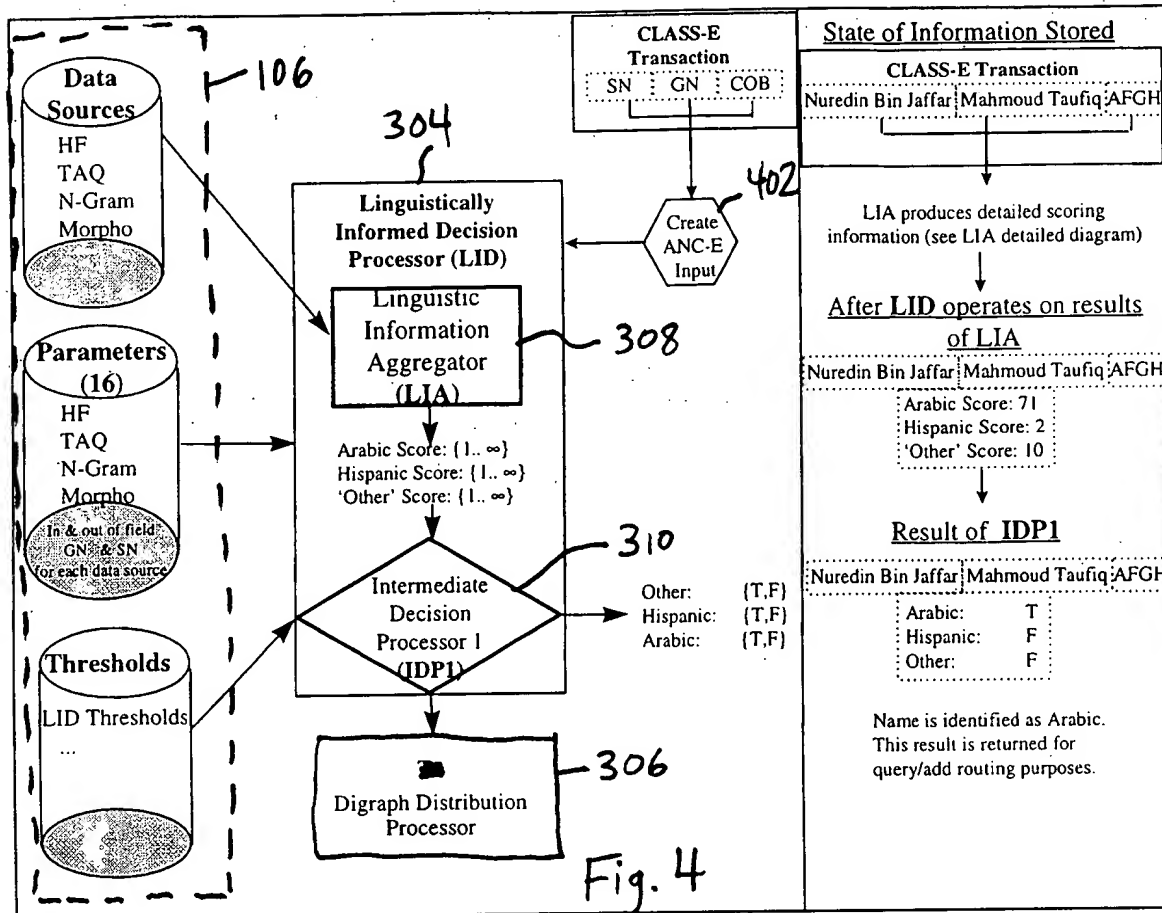 Data
Sources
HF
TAQ
N-Gram
Morpho
106
Parameters
(16)
HF
TAQ
N-Gram
Morpho
In & out of field
GN & SN
for each data source
Thresholds
LID Thresholds
...
304
Linguistically
Informed Decision
Processor (LID)
Linguistic
Information
Aggregator
(LIA)
308
Arabic Score: {1.. ∞}
Hispanic Score: {1.. ∞}
'Other' Score: {1.. ∞}
310
Intermediate
Decision
Processor 1
(IDP1)
Other: {T,F}
Hispanic: {T,F}
Arabic: {T,F}
306
Digraph Distribution
Processor
CLASS-E
Transaction
SN GN COB
402
Create
ANC-E
Input
Fig. 4
State of Information Stored
CLASS-E Transaction
Nuredin Bin Jaffar Mahmoud Taufiq AFGH
LIA produces detailed scoring
information (see LIA detailed diagram)
After LID operates on results
of LIA
Nuredin Bin Jaffar Mahmoud Taufiq AFGH
Arabic Score: 71
Hispanic Score: 2
'Other' Score: 10
Result of IDP1
Nuredin Bin Jaffar Mahmoud Taufiq AFGH
Arabic: T
Hispanic: F
Other: F
Name is identified as Arabic.
This result is returned for
query/add routing purposes.